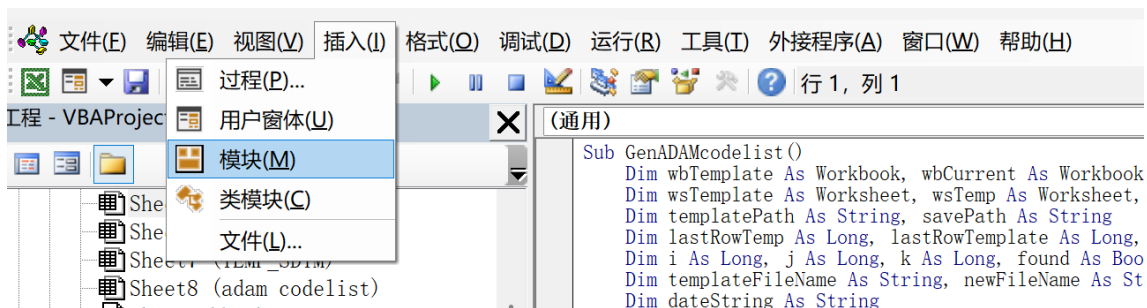 文件(F) 编辑(E) 视图(V) 插入(I) 格式(O) 调试(D) 运行(R) 工具(T) 外接程序(A) 窗口(W) 帮助(H)
过程(P)... 行 1, 列 1
工程 - VBAProjec 用户窗体(U) (通用)
模块(M)
类模块(C)
文件(L)...
Sheet8 (adam codelist)
Sub GenADAMcodelist()
Dim wbTemplate As Workbook, wbCurrent As Workbook
Dim wsTemplate As Worksheet, wsTemp As Worksheet,
Dim templatePath As String, savePath As String
Dim lastRowTemp As Long, lastRowTemplate As Long,
Dim i As Long, j As Long, k As Long, found As Boo
Dim templateFileName As String, newFileName As St
Dim dateString As String